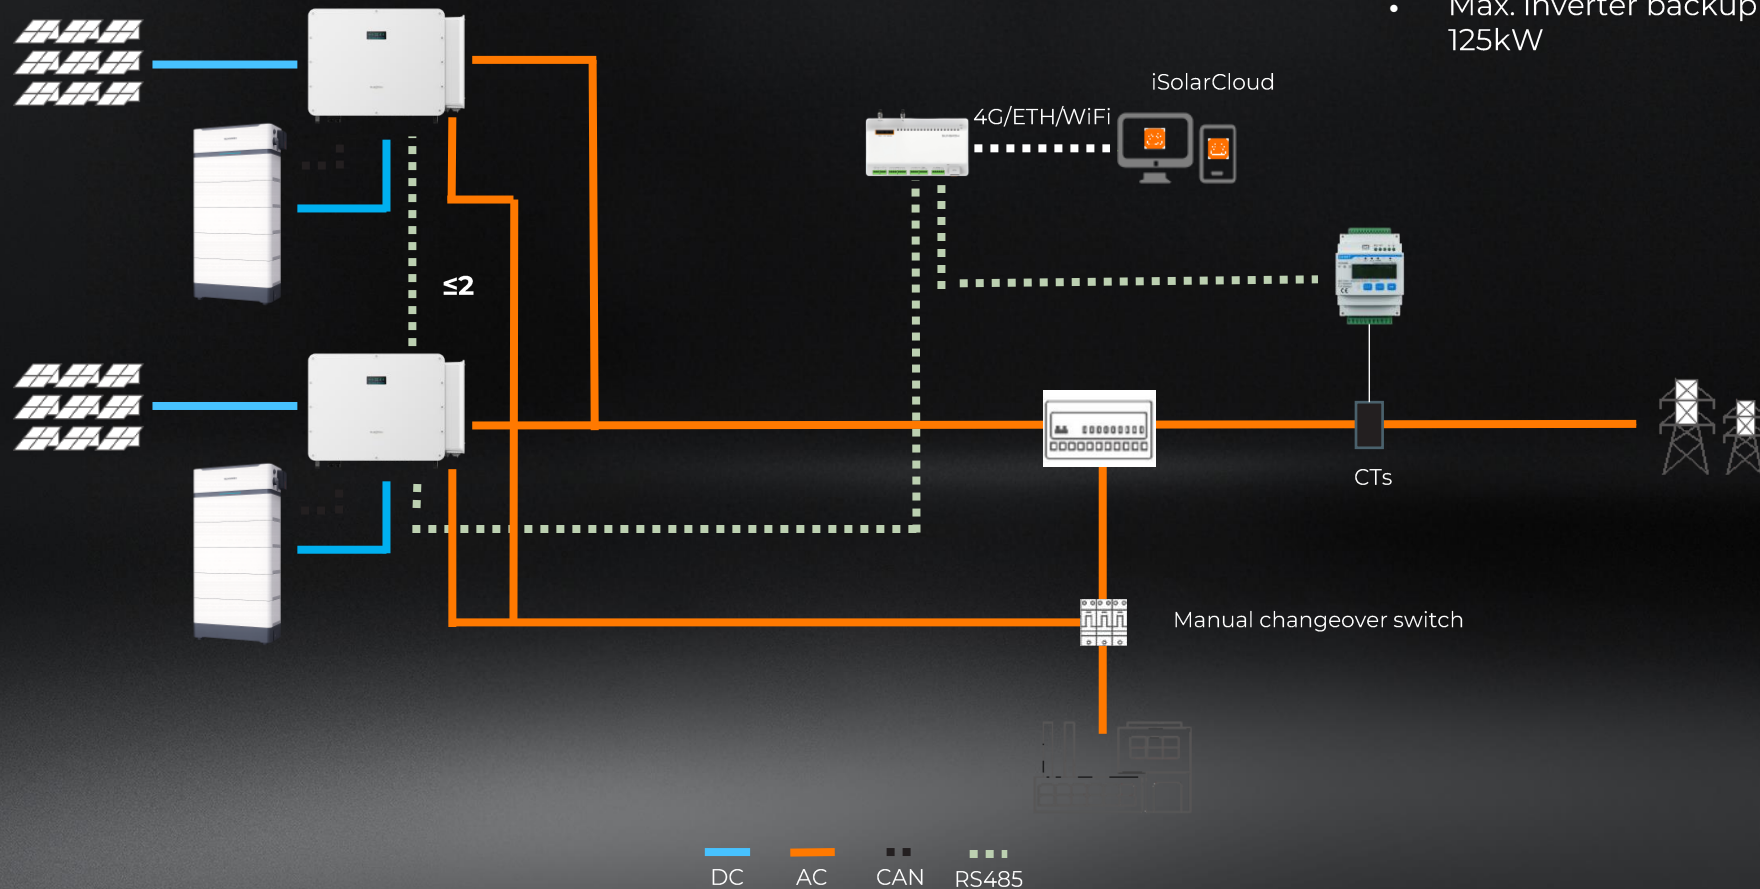 • Max. inverter backup
125kW
iSolarCloud
4G/ETH/WiFi
≤2
CTs
Manual changeover switch
DC
AC
CAN
RS485